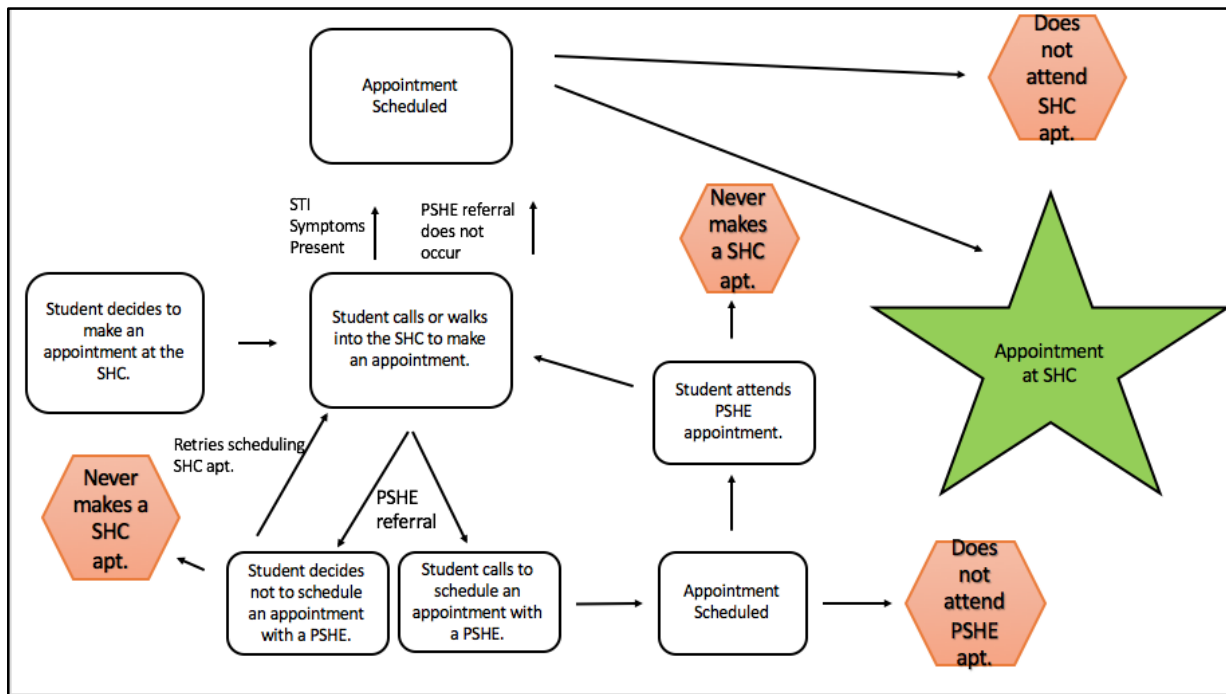 Appointment
Scheduled
Does
not
attend
SHC
apt.
STI
Symptoms
Present
PSHE referral
does not
occur
Never
makes
a SHC
apt.
Student decides to
make an
appointment at the
SHC.
Student calls or walks
into the SHC to make
an appointment.
Student attends
PSHE
appointment.
Appointment
at SHC
Retries scheduling
SHC apt.
Never
makes a
SHC
apt.
PSHE
referral
Student decides
not to schedule
an appointment
with a PSHE.
Student calls to
schedule an
appointment with
a PSHE.
Appointment
Scheduled
Does
not
attend
PSHE
apt.